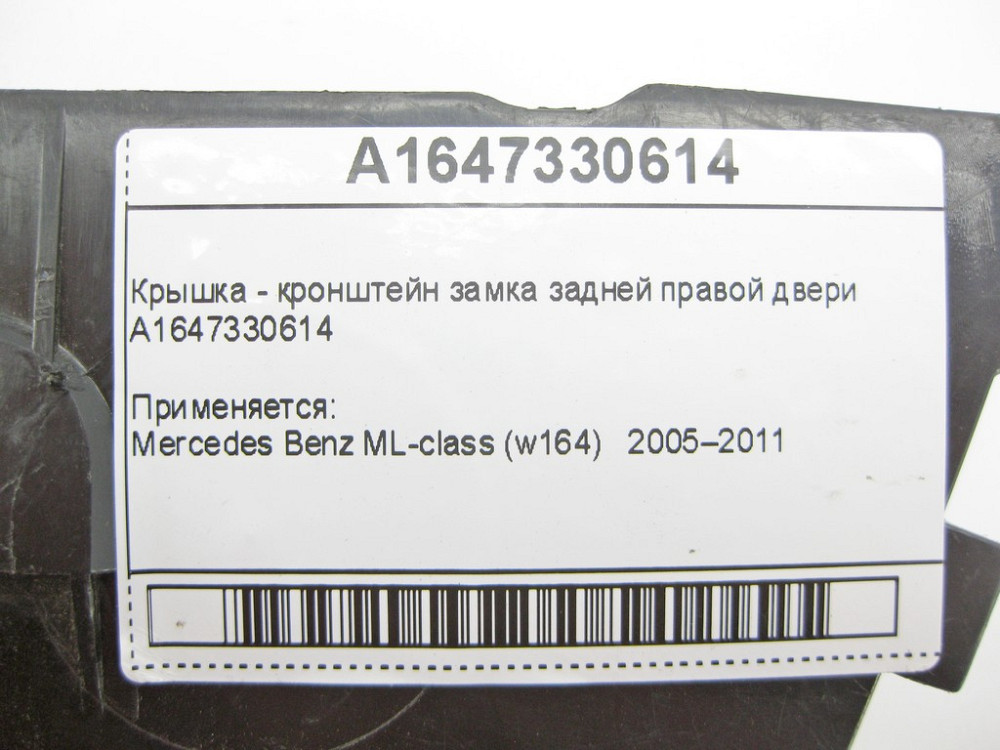 A1647330614
Крышка - кронштейн замка задней правой двери
A1647330614
Применяется:
Mercedes Benz ML-class (w164) 2005–2011